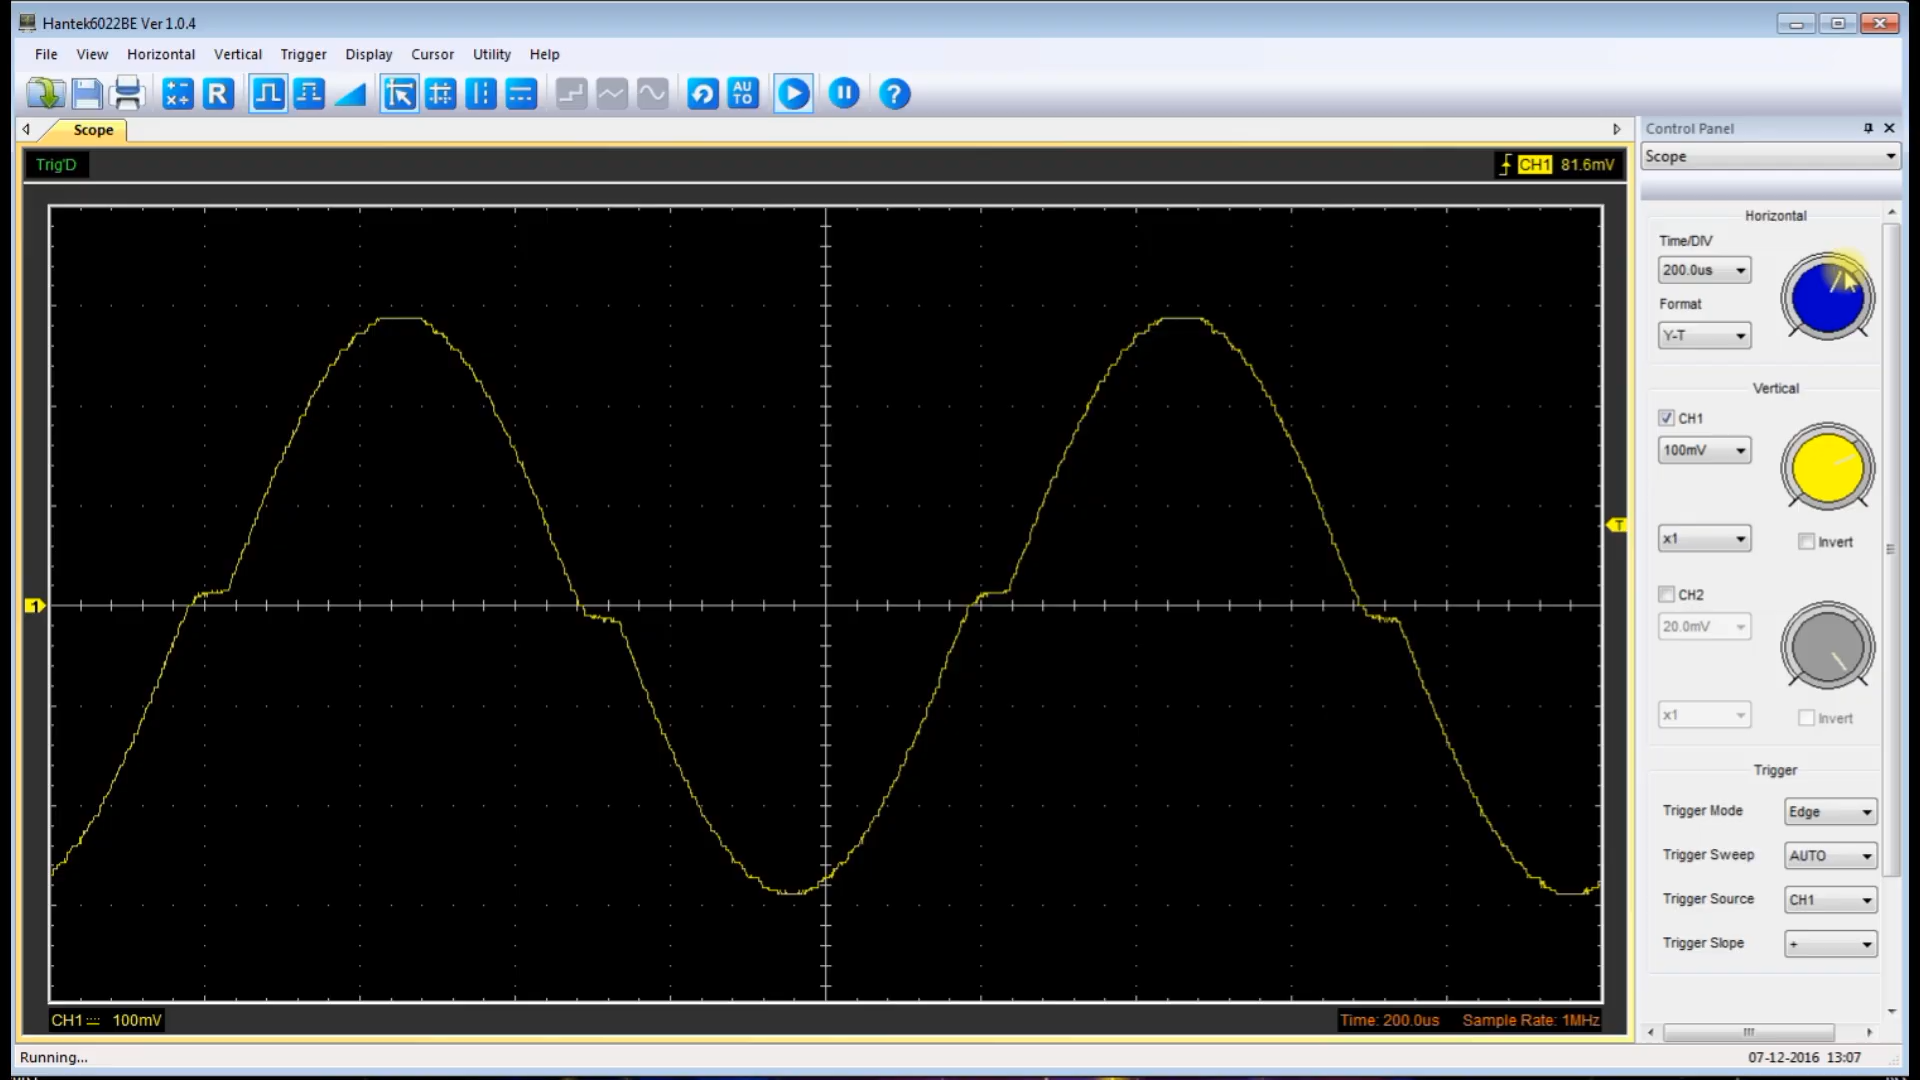 Hantek6022BE Ver 1.0.4
File View Horizontal Vertical Trigger Display Cursor Utility Help
R AU TO ?
Scope
Trig'D
CH1 81.6mV
1
T
CH1 100mV
Time: 200.0us Sample Rate: 1MHz
Control Panel
Scope
Horizontal
Time/DIV
200.0us
Format
Y-T
Vertical
CH1
100mV
x1
Invert
CH2
20.0mV
x1
Invert
Trigger
Trigger Mode Edge
Trigger Sweep AUTO
Trigger Source CH1
Trigger Slope +
Running...
07-12-2016 13:07